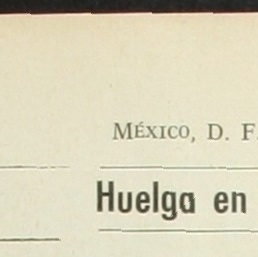 MÉXICO, D. F.
Huelga en